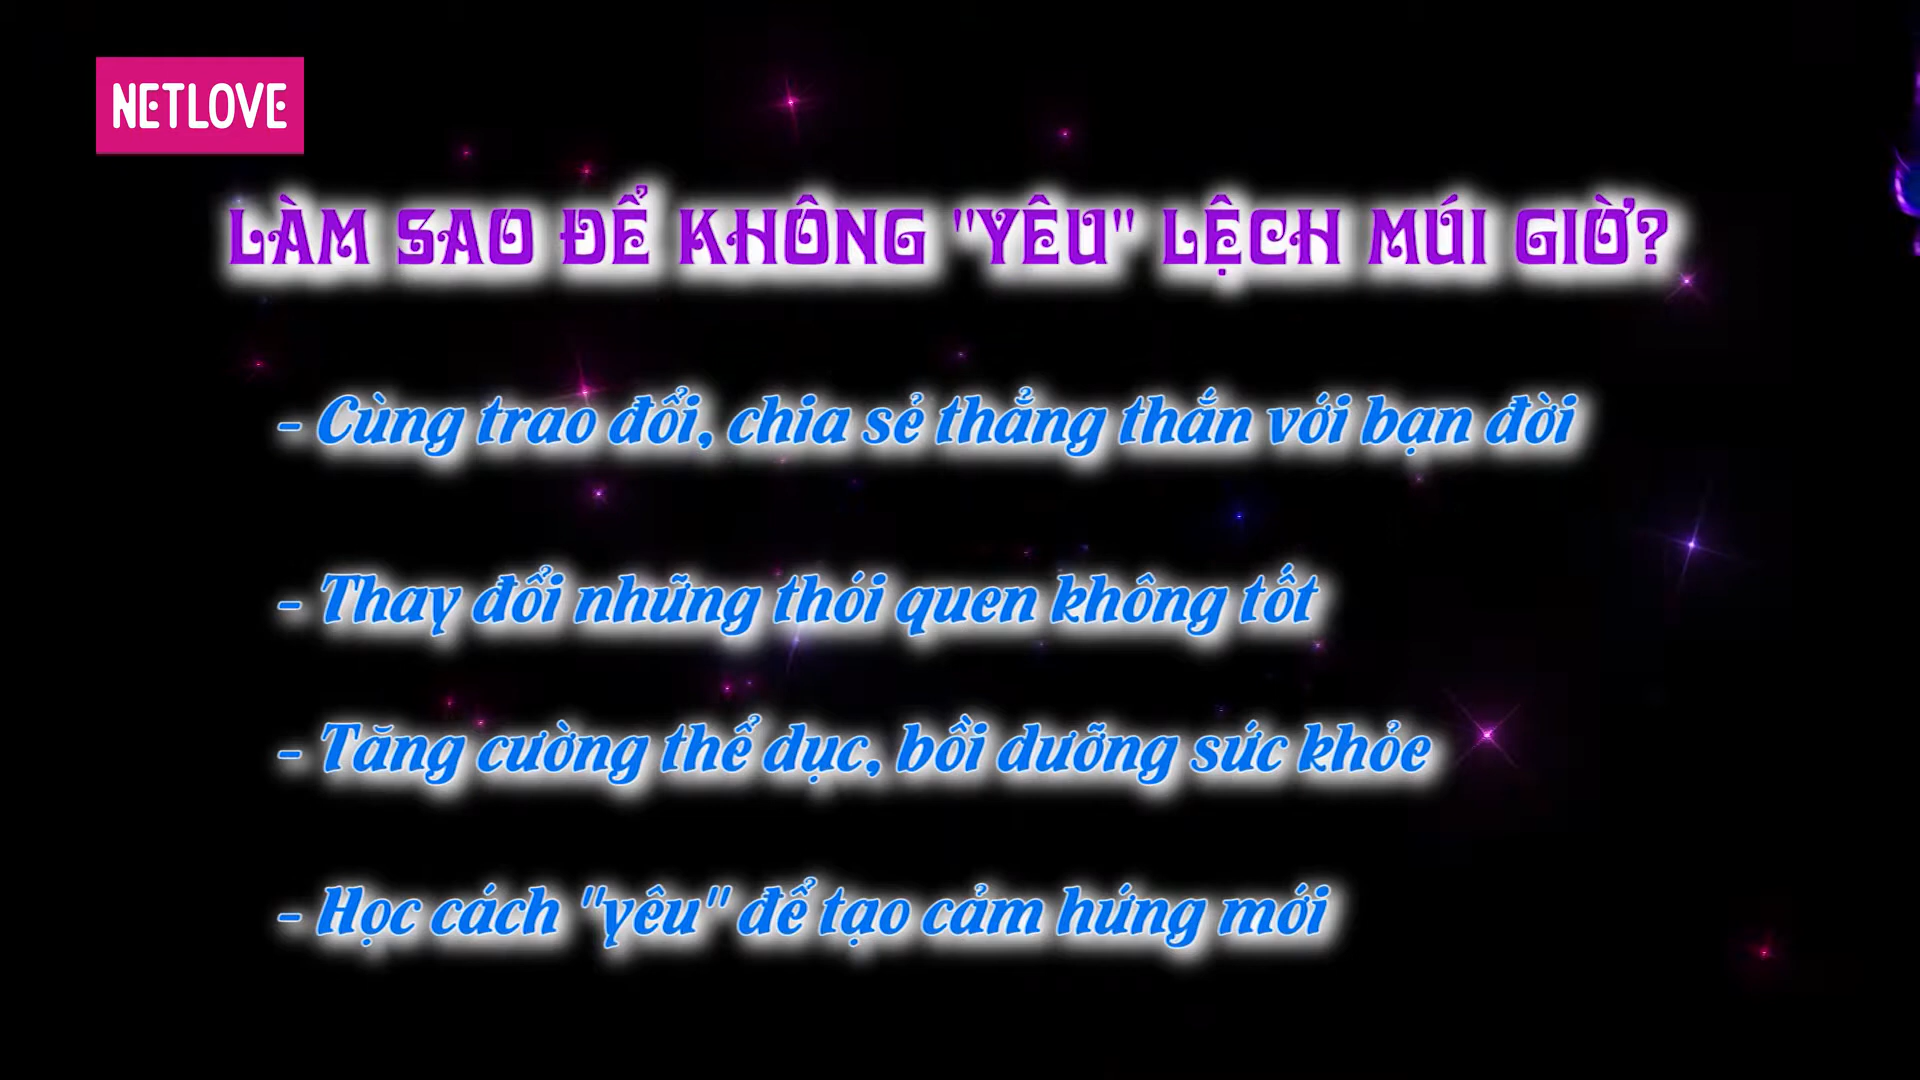 NETLOVE
LÀM SAO ĐỂ KHÔNG "YÊU" LỆCH MÚI GIỜ?
- Cùng trao đổi, chia sẻ thẳng thắn với bạn đời
- Thay đổi những thói quen không tốt
- Tăng cường thể dục, bồi dưỡng sức khỏe
- Học cách "yêu" để tạo cảm hứng mới